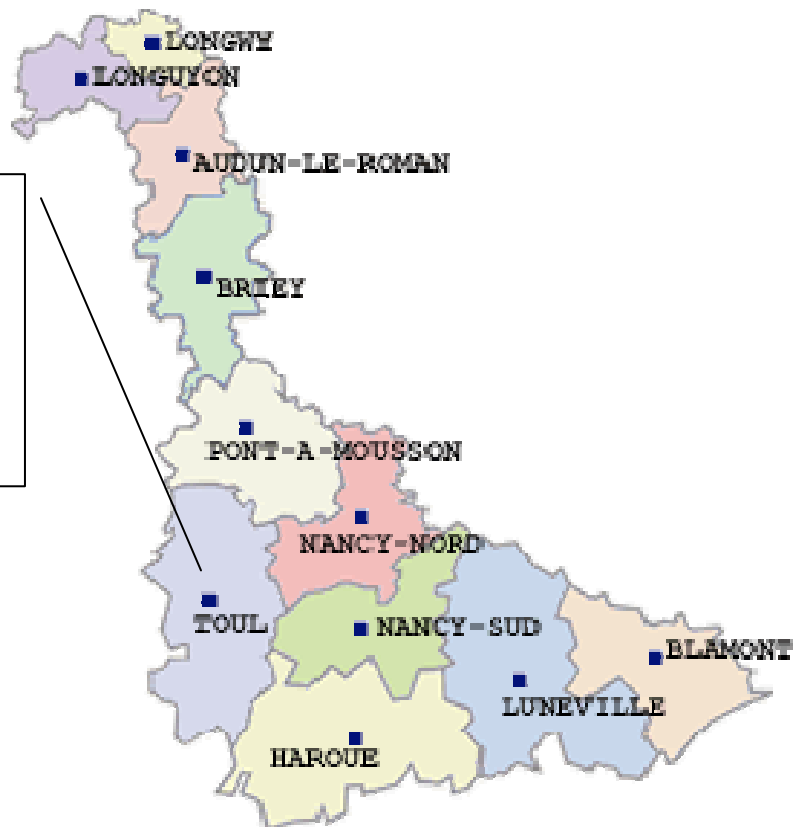 LONGWY
LONGUYON
AUDUN-LE-ROMAN
BRIEY
PONT-A-MOUSSON
NANCY-NORD
TOUL
NANCY-SUD
BLAMONT
LUNEVILLE
HAROUE